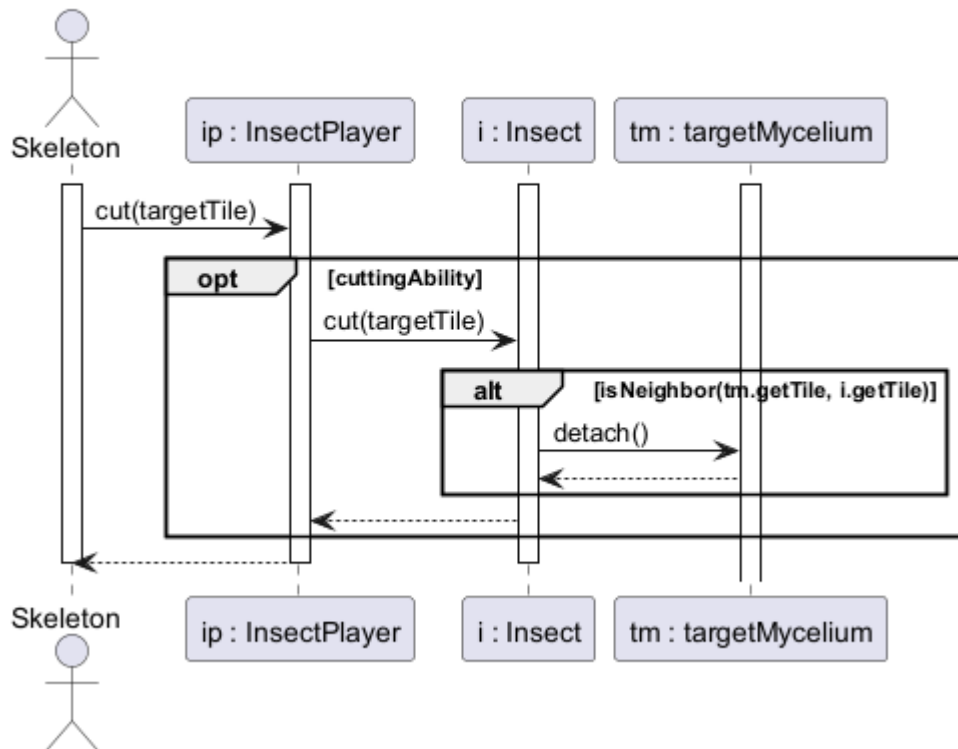 Skeleton
ip : InsectPlayer
i : Insect
tm : targetMycelium
cut(targetTile)
opt
[cuttingAbility]
cut(targetTile)
alt
[isNeighbor(tm.getTile, i.getTile)]
detach()
Skeleton
ip : InsectPlayer
i : Insect
tm : targetMycelium